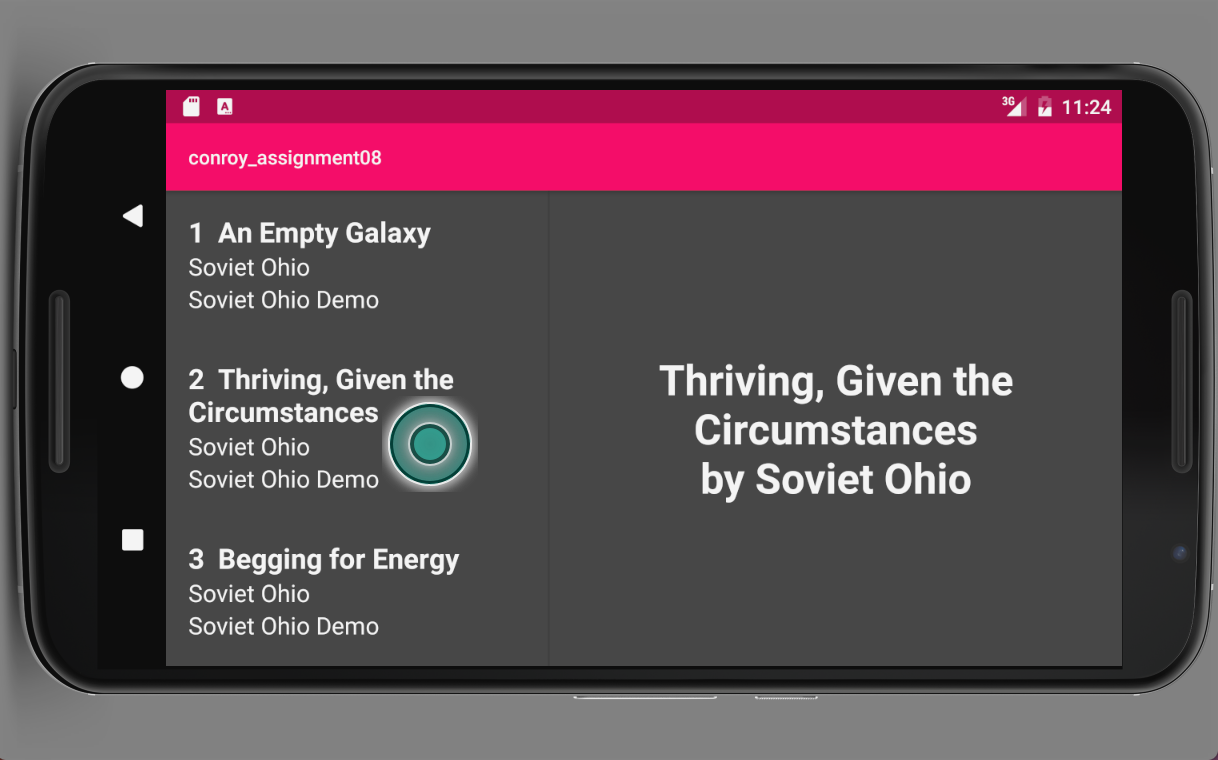 3G 11:24
conroy_assignment08
1 An Empty Galaxy
Soviet Ohio
Soviet Ohio Demo
2 Thriving, Given the
Circumstances
Soviet Ohio
Soviet Ohio Demo
3 Begging for Energy
Soviet Ohio
Soviet Ohio Demo
Thriving, Given the
Circumstances
by Soviet Ohio